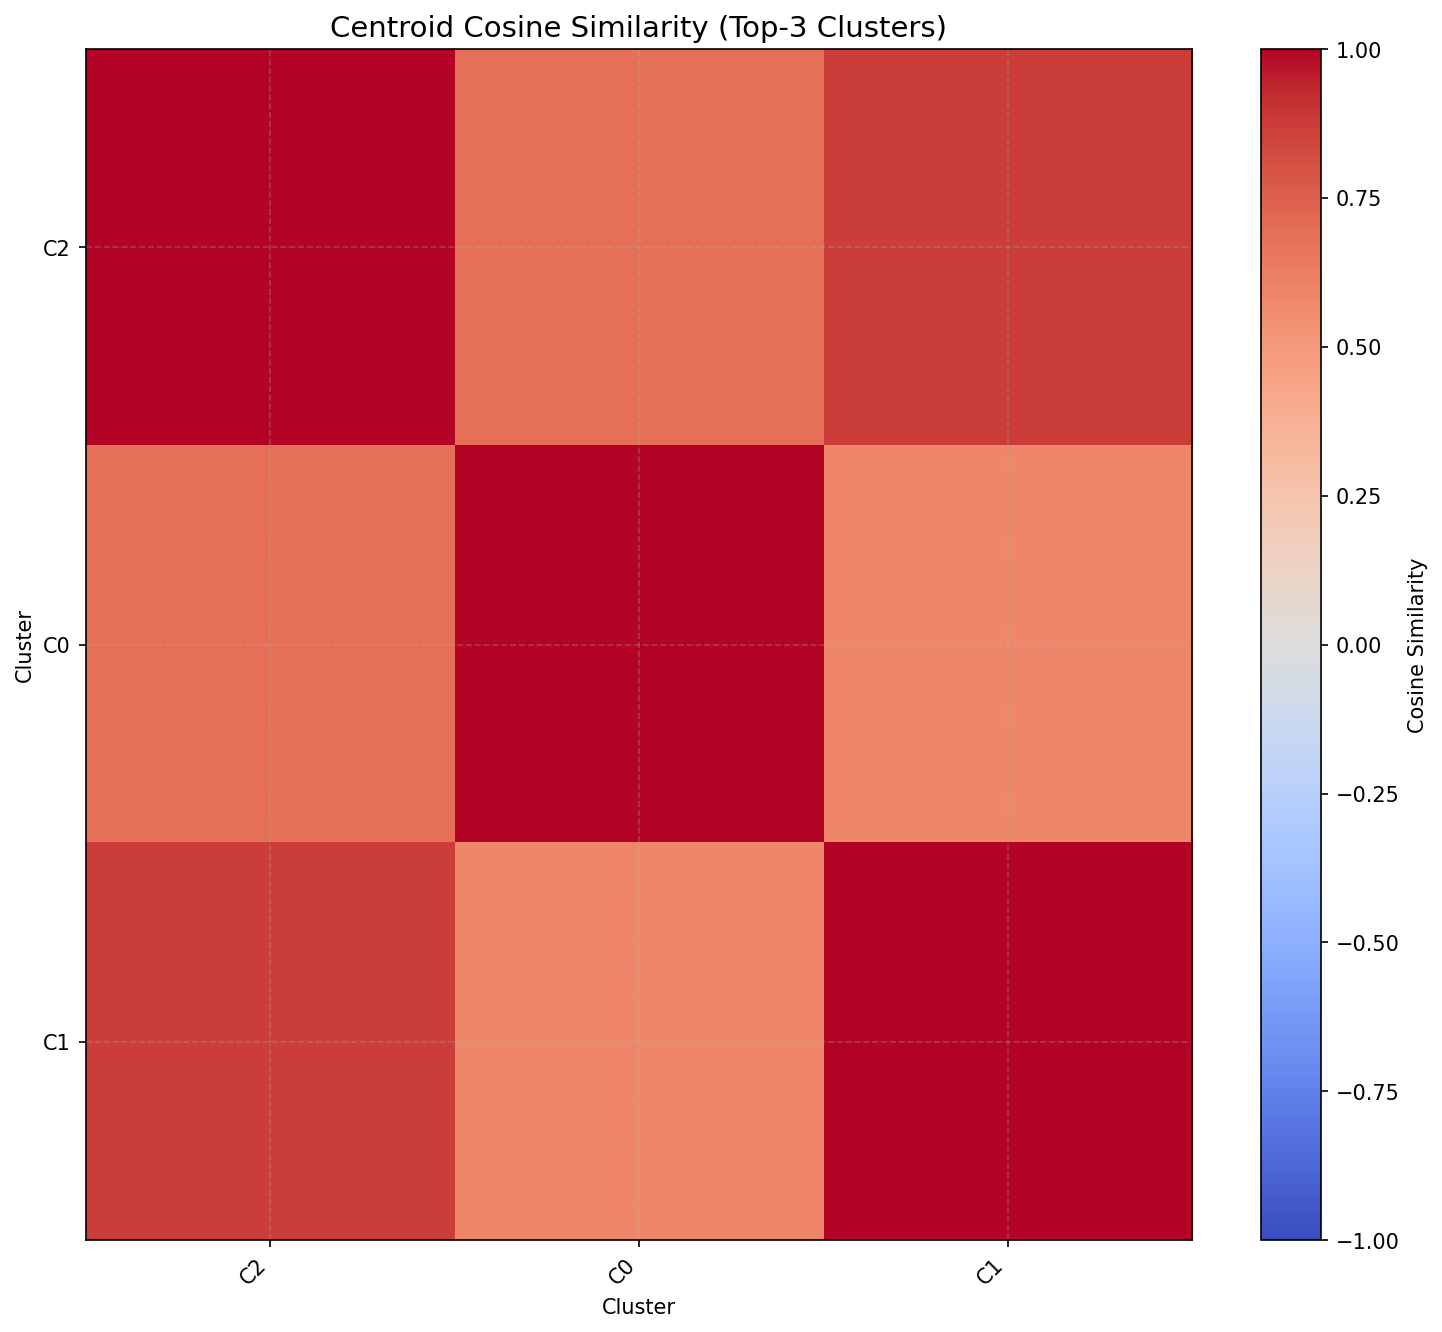 Centroid Cosine Similarity (Top-3 Clusters)
C2
C0
C1
Cluster
C2
C0
C1
Cluster
1.00
0.75
0.50
0.25
0.00
−0.25
−0.50
−0.75
−1.00
Cosine Similarity